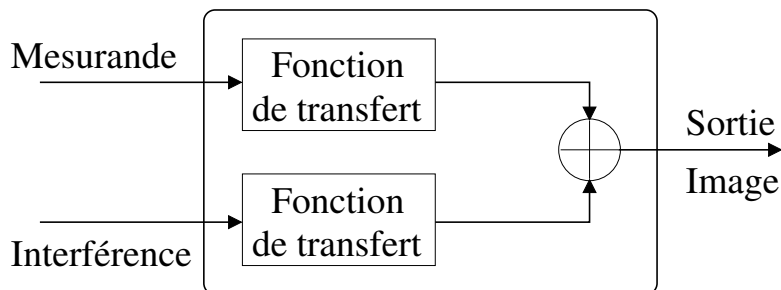 Mesurande
Fonction
de transfert
Sortie
Image
Fonction
de transfert
Interférence